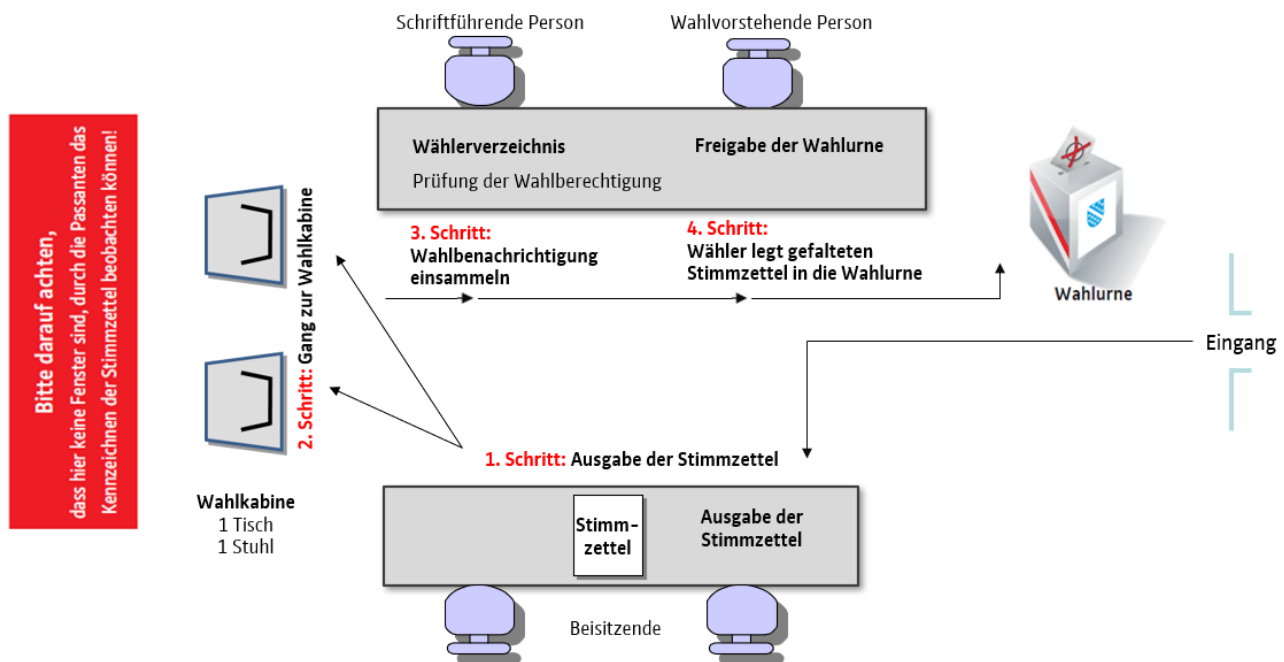 Schriftführende Person
Wahlvorstehende Person
Bitte darauf achten,
dass hier keine Fenster sind, durch die Passanten das
Kennzeichnen der Stimmzettel beobachten können!
Wählerverzeichnis
Prüfung der Wahlberechtigung
Freigabe der Wahlurne
3. Schritt:
Wahlbenachrichtigung
einsammeln
4. Schritt:
Wähler legt gefalteten
Stimmzettel in die Wahlurne
Wahlurne
Eingang
2. Schritt: Gang zur Wahlkabine
1. Schritt: Ausgabe der Stimmzettel
Wahlkabine
1 Tisch
1 Stuhl
Stimm-
zettel
Ausgabe der
Stimmzettel
Beisitzende